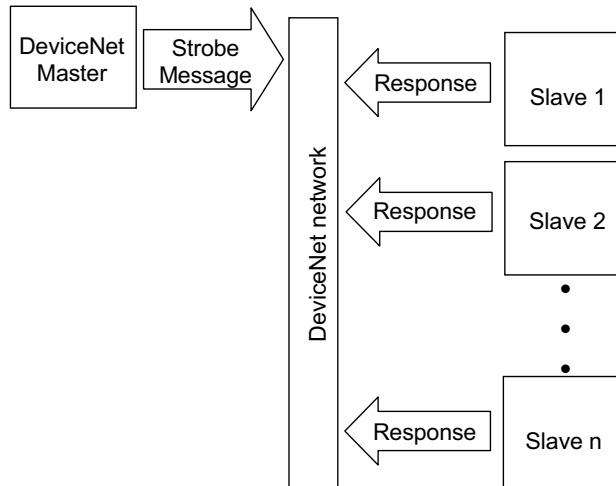 DeviceNet
Master
Strobe
Message
Response
Slave 1
Response
Slave 2
DeviceNet network
Response
Slave n